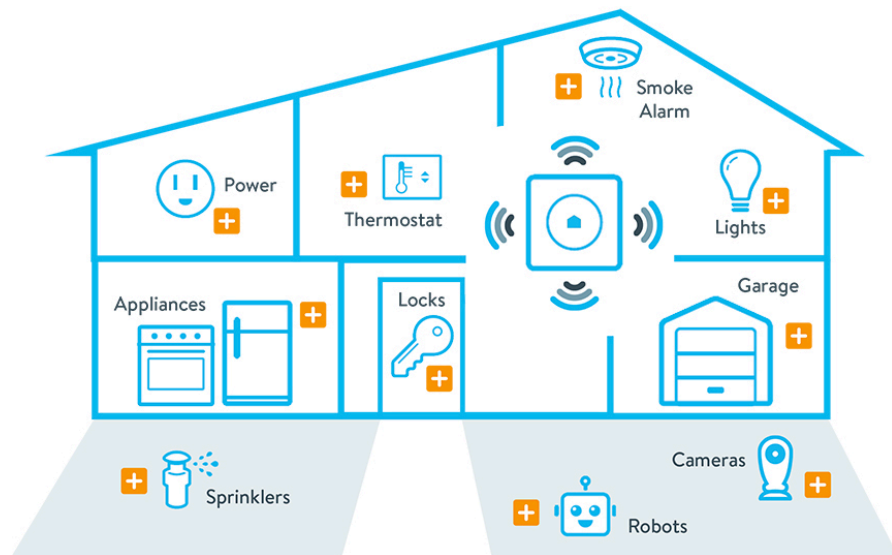 Smoke
Alarm
Power
Thermostat
Lights
Appliances
Locks
Garage
Sprinklers
Cameras
Robots